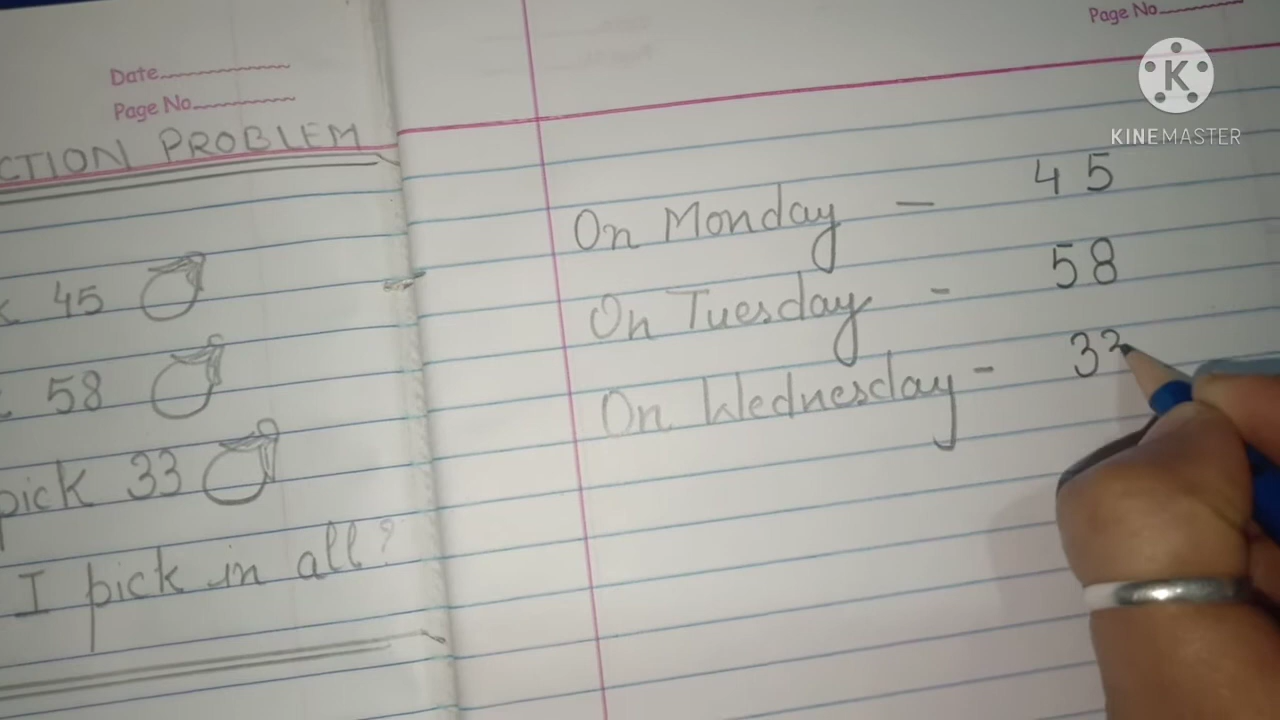 Date
Page No.
CTION PROBLEM
45
58
pick 33
I pick in all?
Page No.
K
KINEMASTER
On Monday - 45
On Tuesday - 58
On Wednesday - 33